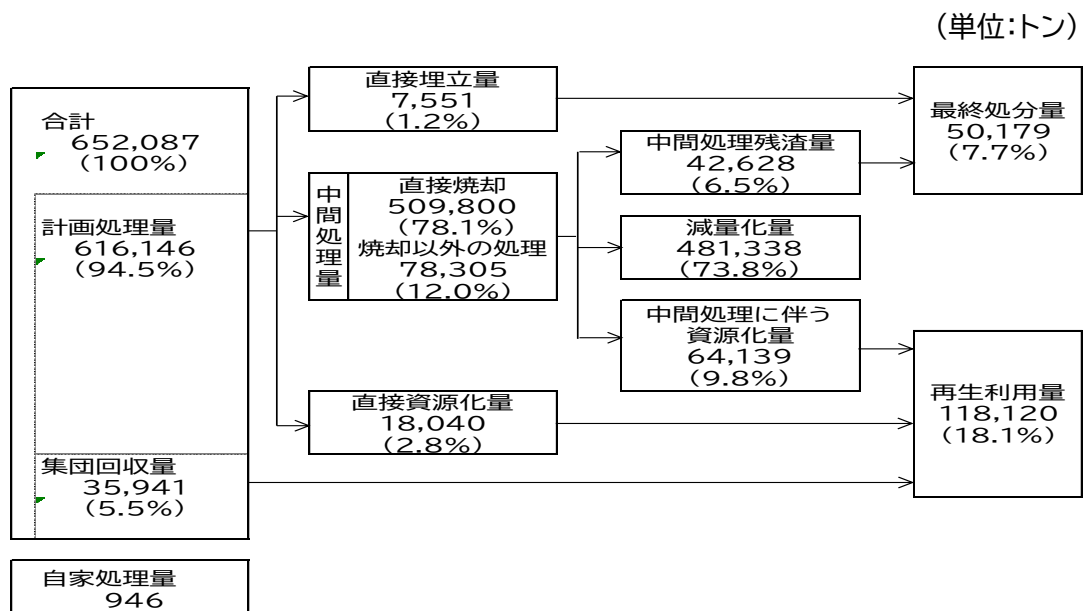 （単位：トン）
合計
652,087
(100%)
計画処理量
616,146
(94.5%)
集団回収量
35,941
(5.5%)
自家処理量
946
直接埋立量
7,551
(1.2%)
中間処理量
直接焼却
509,800
(78.1%)
焼却以外の処理
78,305
(12.0%)
直接資源化量
18,040
(2.8%)
中間処理残渣量
42,628
(6.5%)
減量化量
481,338
(73.8%)
中間処理に伴う
資源化量
64,139
(9.8%)
最終処分量
50,179
(7.7%)
再生利用量
118,120
(18.1%)